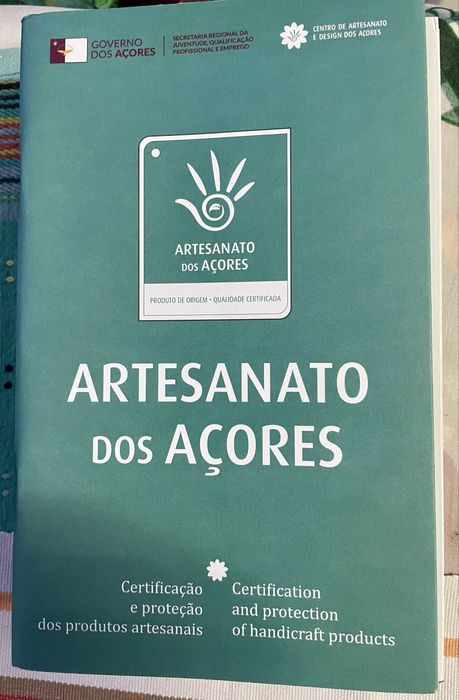 GOVERNO
DOS AÇORES
SECRETARIA REGIONAL DA
JUVENTUDE, QUALIFICAÇÃO
PROFISSIONAL E EMPREGO
CENTRO DE ARTESANATO
E DESIGN DOS AÇORES
ARTESANATO
DOS AÇORES
PRODUTO DE ORIGEM • QUALIDADE CERTIFICADA
ARTESANATO
DOS AÇORES
Certificação
e proteção
dos produtos artesanais
Certification
and protection
of handicraft products